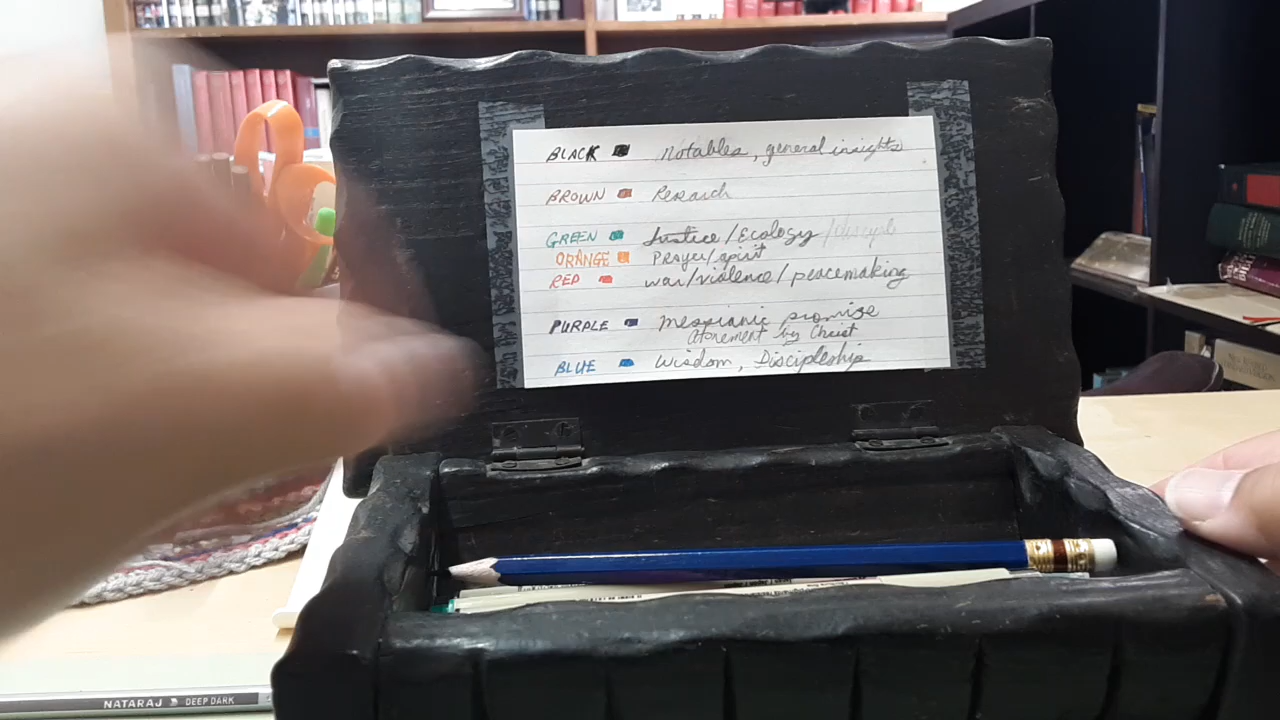 BLACK Notables, general insights
BROWN Research
GREEN Justice/Ecology
ORANGE Prayer/spirit
RED war/violence/peacemaking
PURPLE Messianic promise
Atonement by Christ
BLUE Wisdom, Discipleship
NATARAJ DEEP DARK